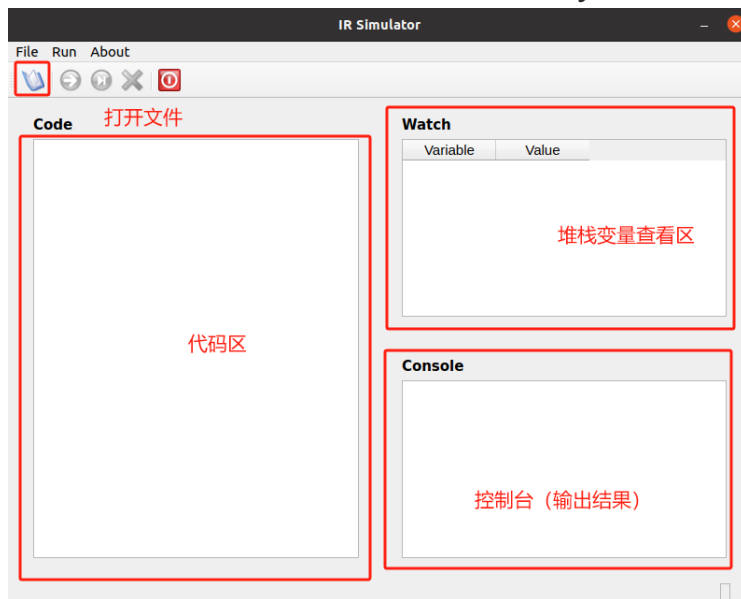 IR Simulator
File Run About
打开文件
Code
代码区
Watch
Variable Value
堆栈变量查看区
Console
控制台（输出结果）